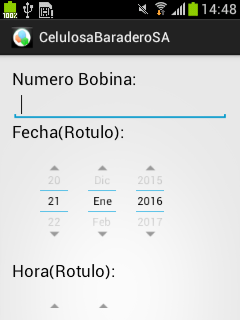 100% 14:48
CelulosaBaraderoSA
Numero Bobina:
Fecha(Rotulo):
20 Dic 2015
21 Ene 2016
22 Feb 2017
Hora(Rotulo):